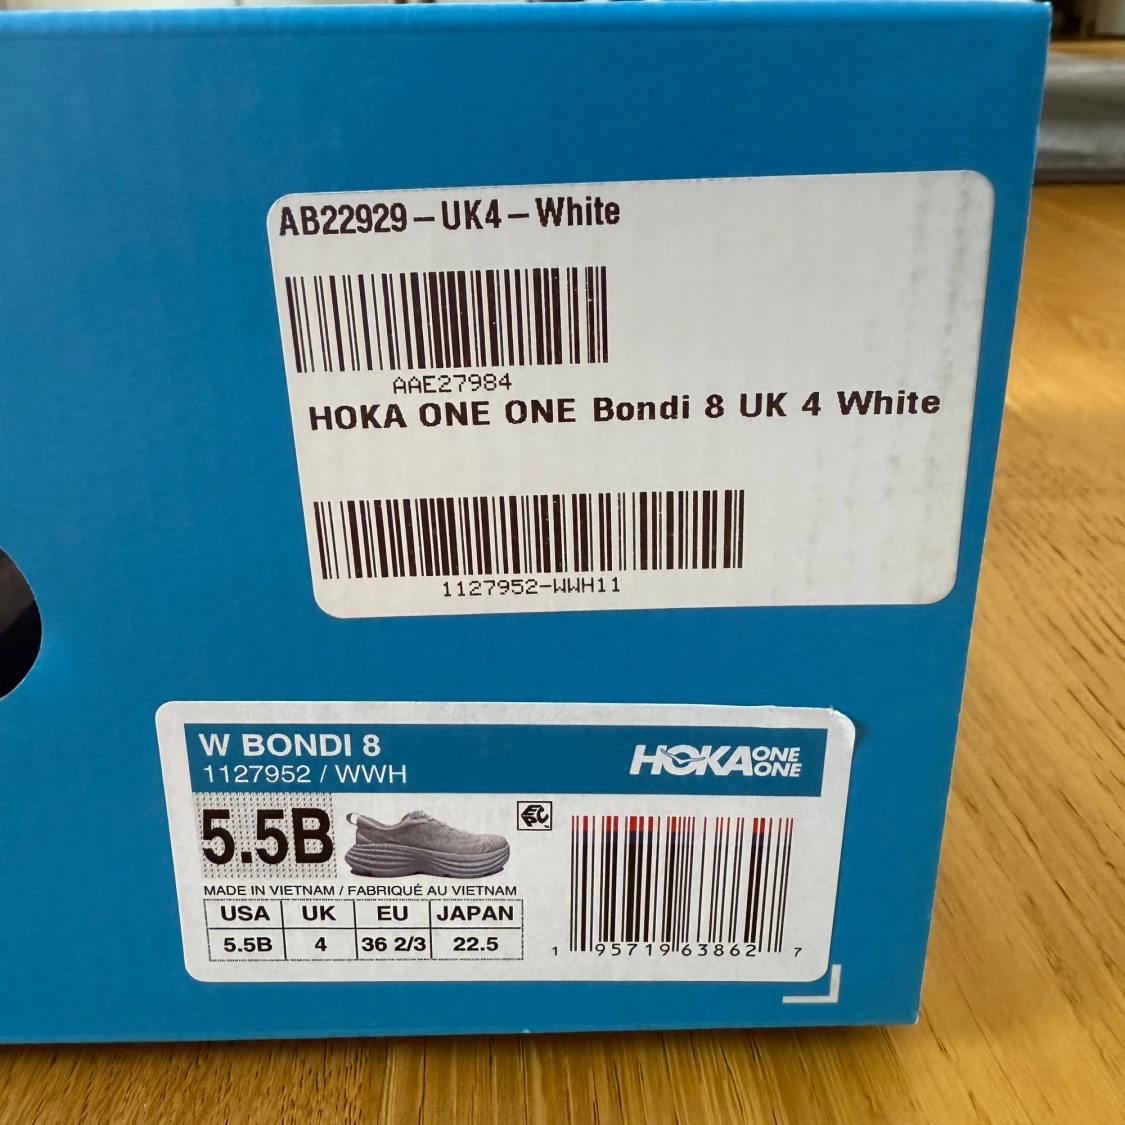 AB22929-UK4-White
AAE27984
HOKA ONE ONE Bondi 8 UK 4 White
1127952-WWH11
W BONDI 8
1127952 / WWH
HOKA ONE ONE
5.5B
MADE IN VIETNAM / FABRIQUÉ AU VIETNAM
USA UK EU JAPAN
5.5B 4 36 2/3 22.5
1 95719 63862 7